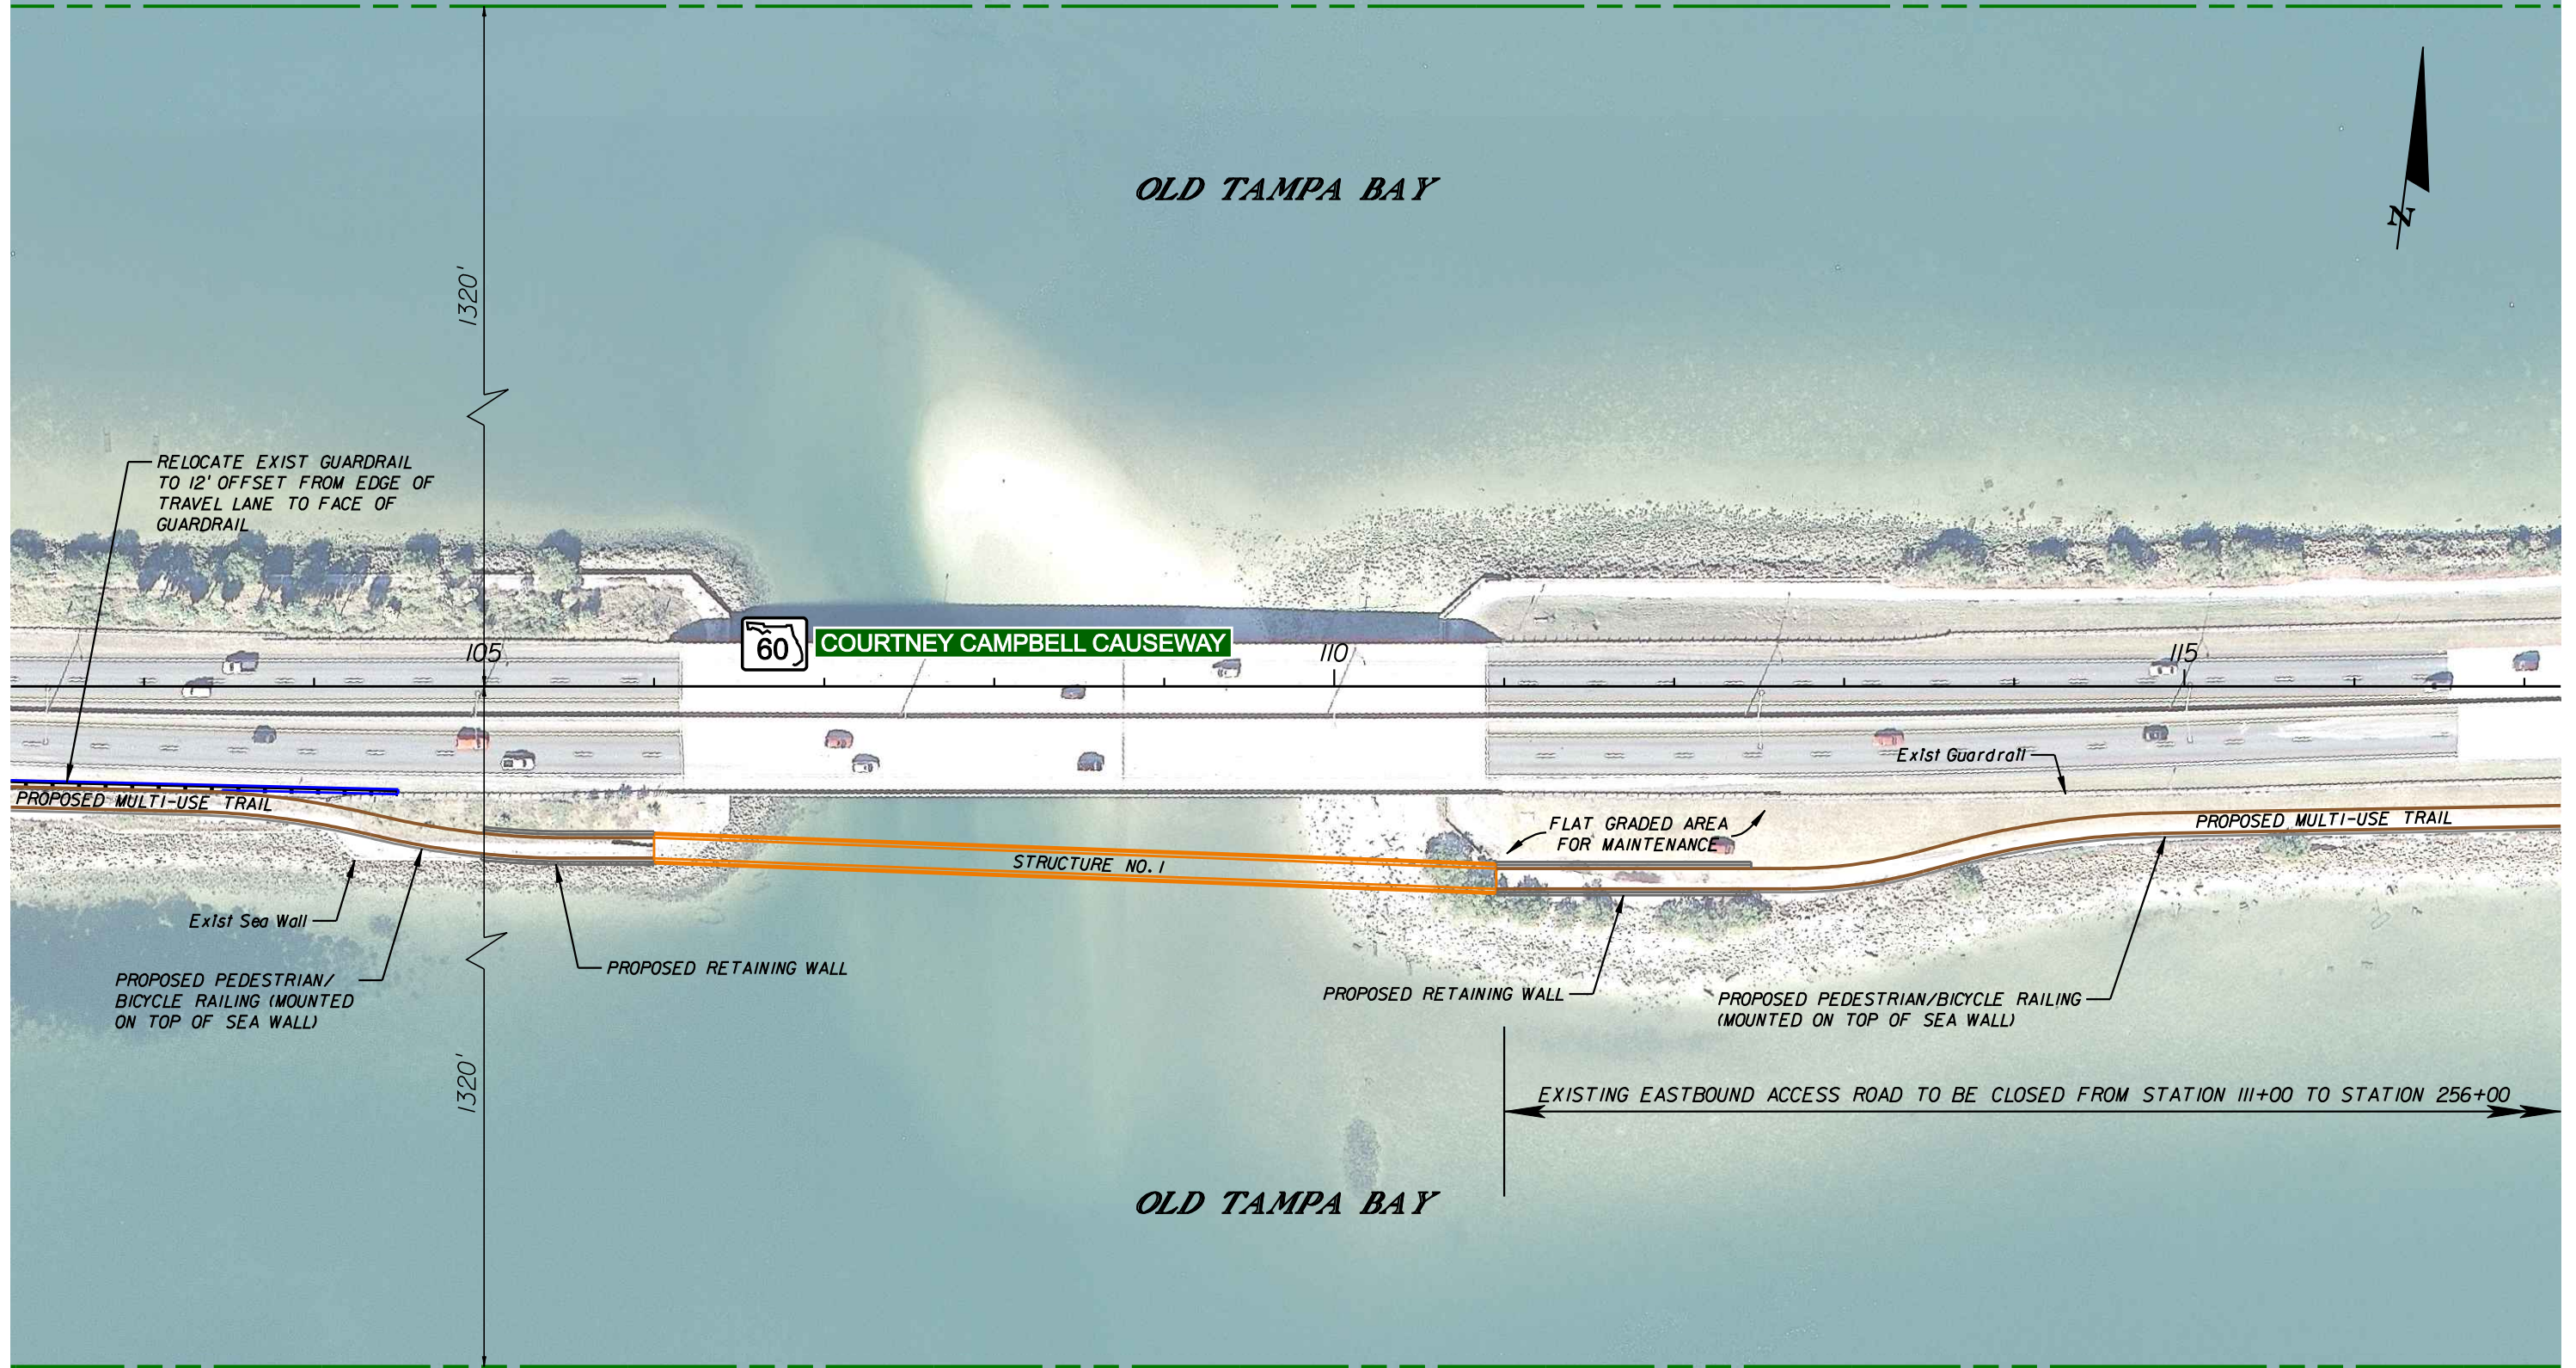 OLD TAMPA BAY
N
1320'
RELOCATE EXIST GUARDRAIL
TO 12' OFFSET FROM EDGE OF
TRAVEL LANE TO FACE OF
GUARDRAIL
60
COURTNEY CAMPBELL CAUSEWAY
105
110
115
Exist Guardrail
PROPOSED MULTI-USE TRAIL
FLAT GRADED AREA
FOR MAINTENANCE
PROPOSED MULTI-USE TRAIL
STRUCTURE NO. 1
Exist Sea Wall
PROPOSED PEDESTRIAN/
BICYCLE RAILING (MOUNTED
ON TOP OF SEA WALL)
PROPOSED RETAINING WALL
PROPOSED RETAINING WALL
PROPOSED PEDESTRIAN/BICYCLE RAILING
(MOUNTED ON TOP OF SEA WALL)
1320'
EXISTING EASTBOUND ACCESS ROAD TO BE CLOSED FROM STATION 111+00 TO STATION 256+00
OLD TAMPA BAY